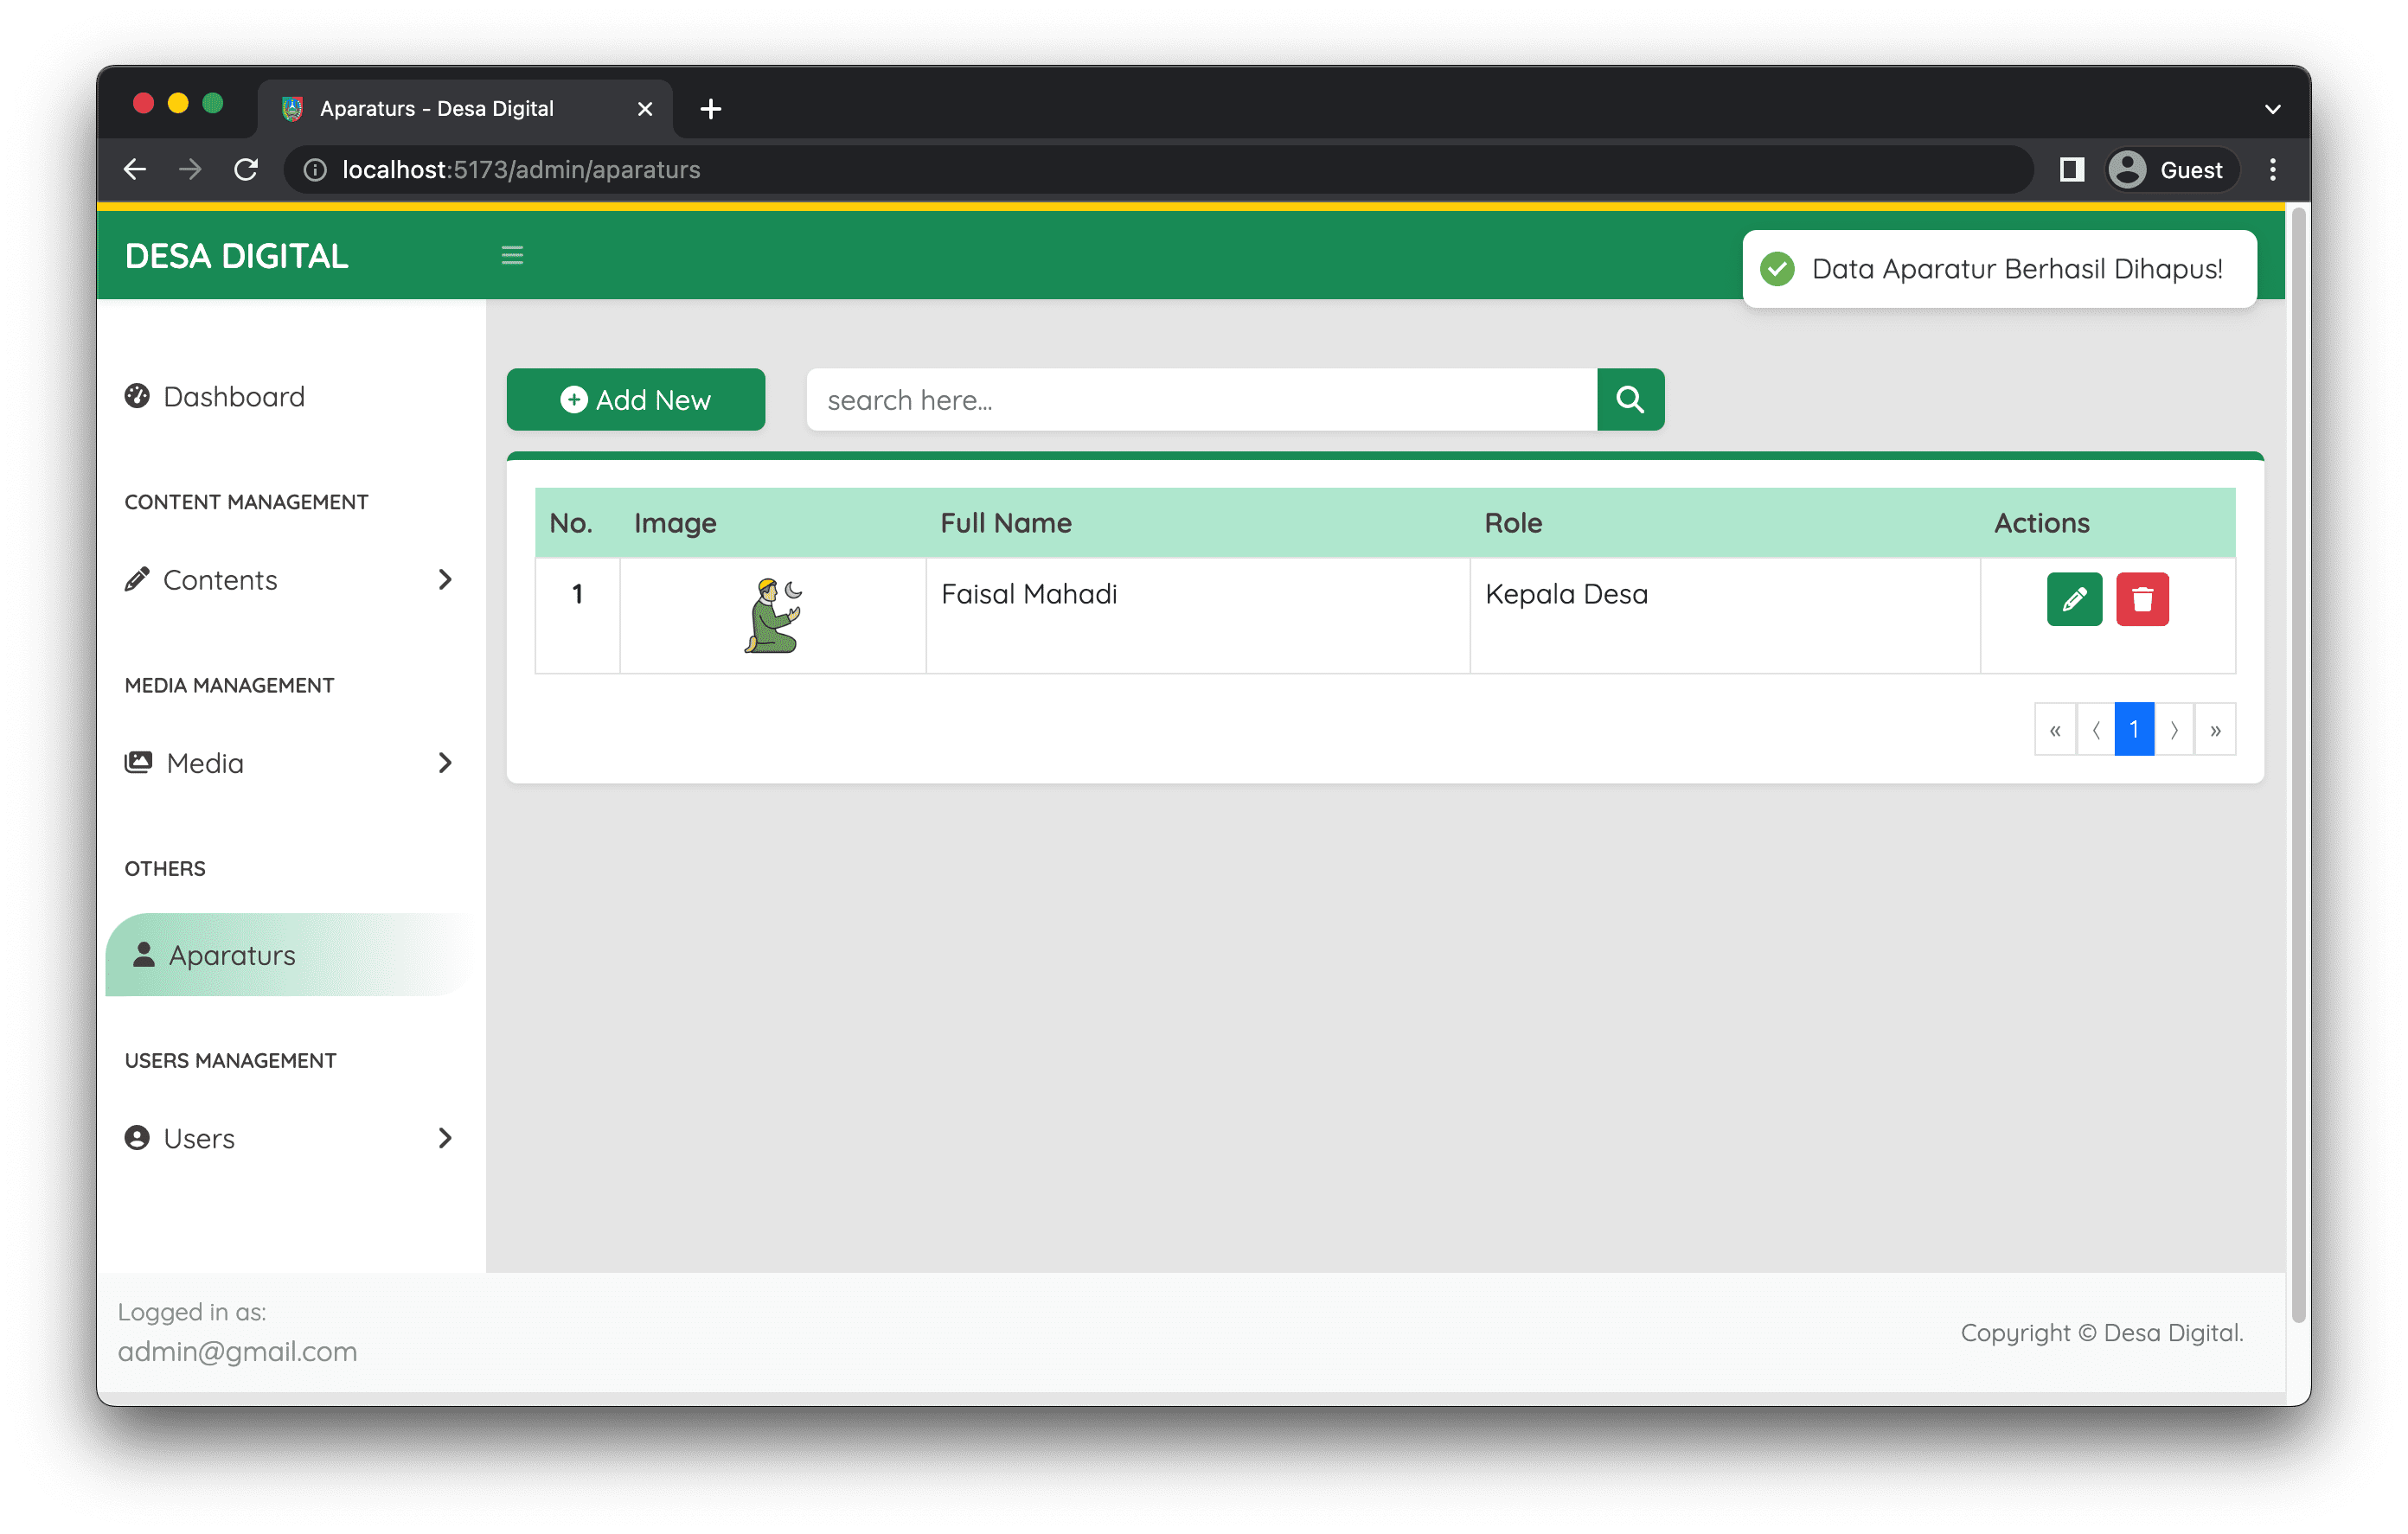 Aparaturs - Desa Digital
localhost:5173/admin/aparaturs
Guest
DESA DIGITAL
Data Aparatur Berhasil Dihapus!
Dashboard
CONTENT MANAGEMENT
Contents
MEDIA MANAGEMENT
Media
OTHERS
Aparaturs
USERS MANAGEMENT
Users
Add New
search here...
No. Image Full Name Role Actions
1 Faisal Mahadi Kepala Desa
« ‹ 1 › »
Logged in as:
admin@gmail.com
Copyright © Desa Digital.